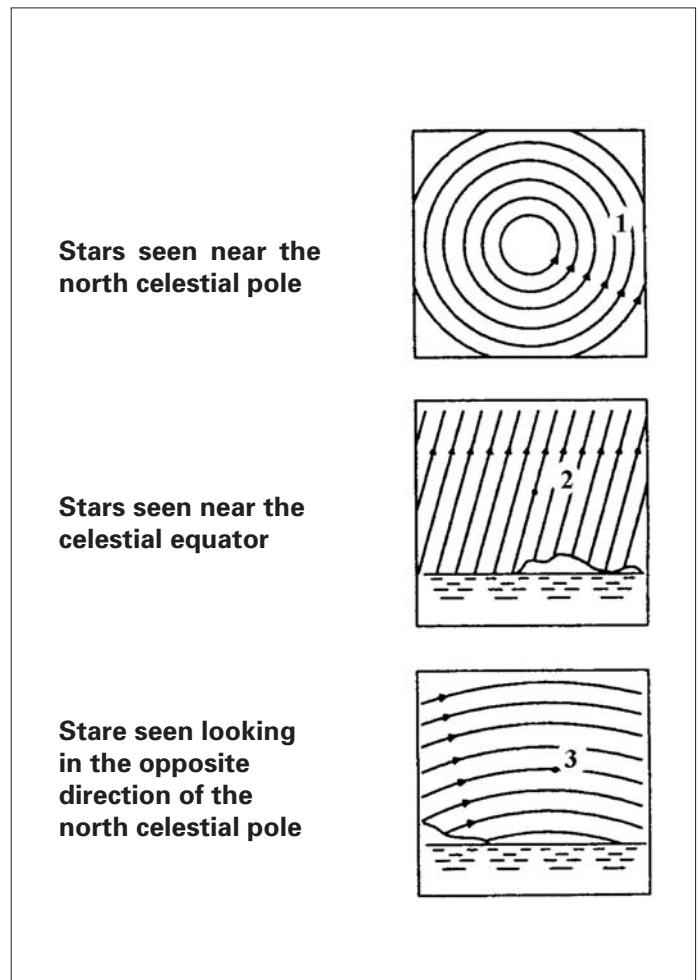 Stars seen near the
north celestial pole
1
Stars seen near the
celestial equator
2
Stare seen looking
in the opposite
direction of the
north celestial pole
3